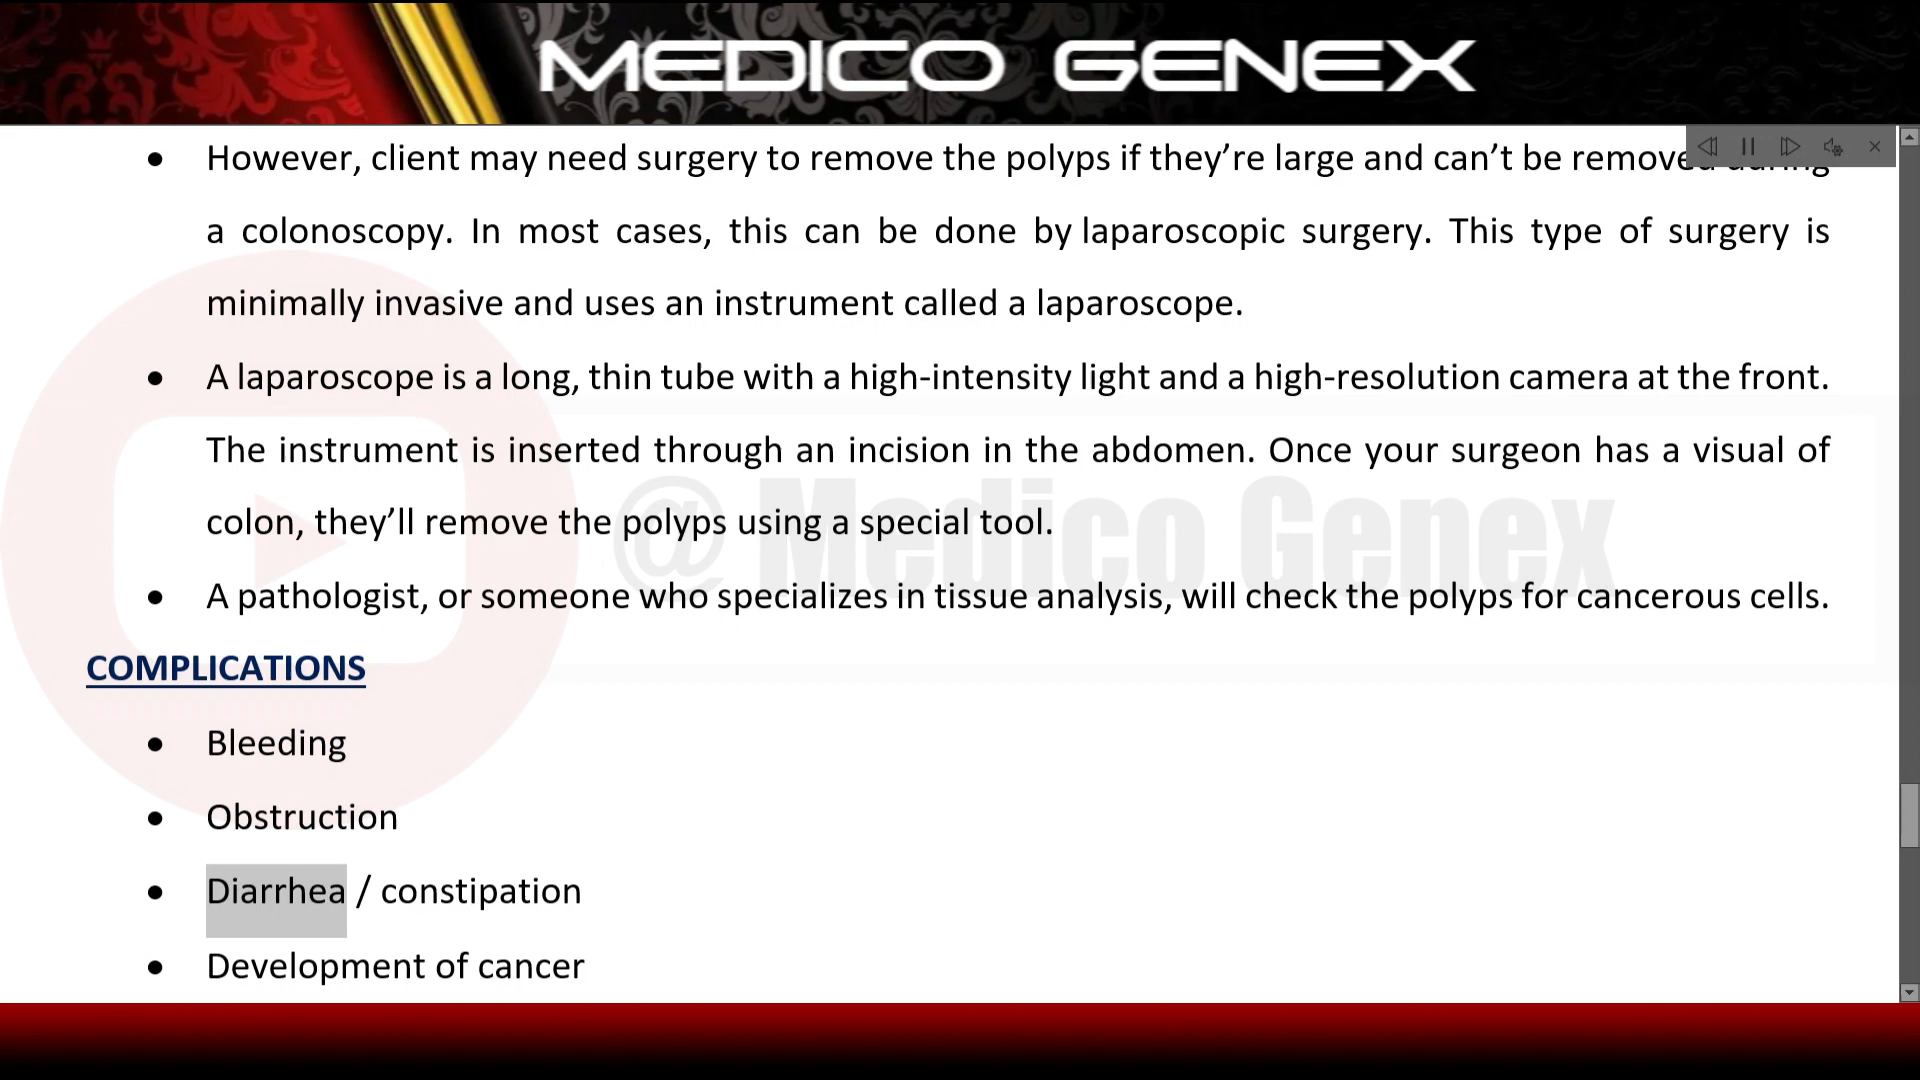 MEDICO GENEX
• However, client may need surgery to remove the polyps if they’re large and can’t be removed during
a colonoscopy. In most cases, this can be done by laparoscopic surgery. This type of surgery is
minimally invasive and uses an instrument called a laparoscope.
• A laparoscope is a long, thin tube with a high-intensity light and a high-resolution camera at the front.
The instrument is inserted through an incision in the abdomen. Once your surgeon has a visual of
colon, they’ll remove the polyps using a special tool.
@Medico Genex
• A pathologist, or someone who specializes in tissue analysis, will check the polyps for cancerous cells.
COMPLICATIONS
• Bleeding
• Obstruction
• Diarrhea / constipation
• Development of cancer